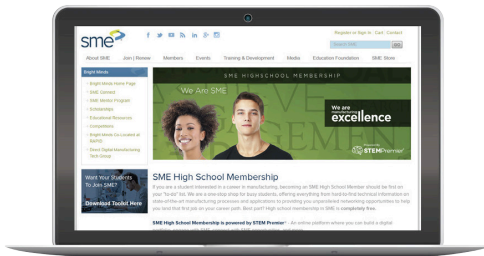 sme
Register or Sign In Cart Contact
Search SME GO
About SME Join | Renew Members Events Training & Development Media Education Foundation SME Store
Bright Minds
Bright Minds Home Page
SME Connect
SME Mentor Program
Scholarships
Educational Resources
Competitions
Bright Minds Co-Located at
RAPID
Direct Digital Manufacturing
Tech Group
SME HIGHSCHOOL MEMBERSHIP
We Are SME
We are
excellence
STEMPremier
Want Your Students
To Join SME?
Download Toolkit Here
SME High School Membership
If you are a student interested in a career in manufacturing, becoming an SME High School Member should be first on
your "to-do" list. We are a one-stop shop for busy students, offering everything from hard-to-find technical information on
state-of-the-art manufacturing processes and applications to providing you unparalleled networking opportunities to help
you land that first job on your career path. Best part? High school membership in SME is completely free.
SME High School Membership is powered by STEM Premier - An online platform where you can build a digital